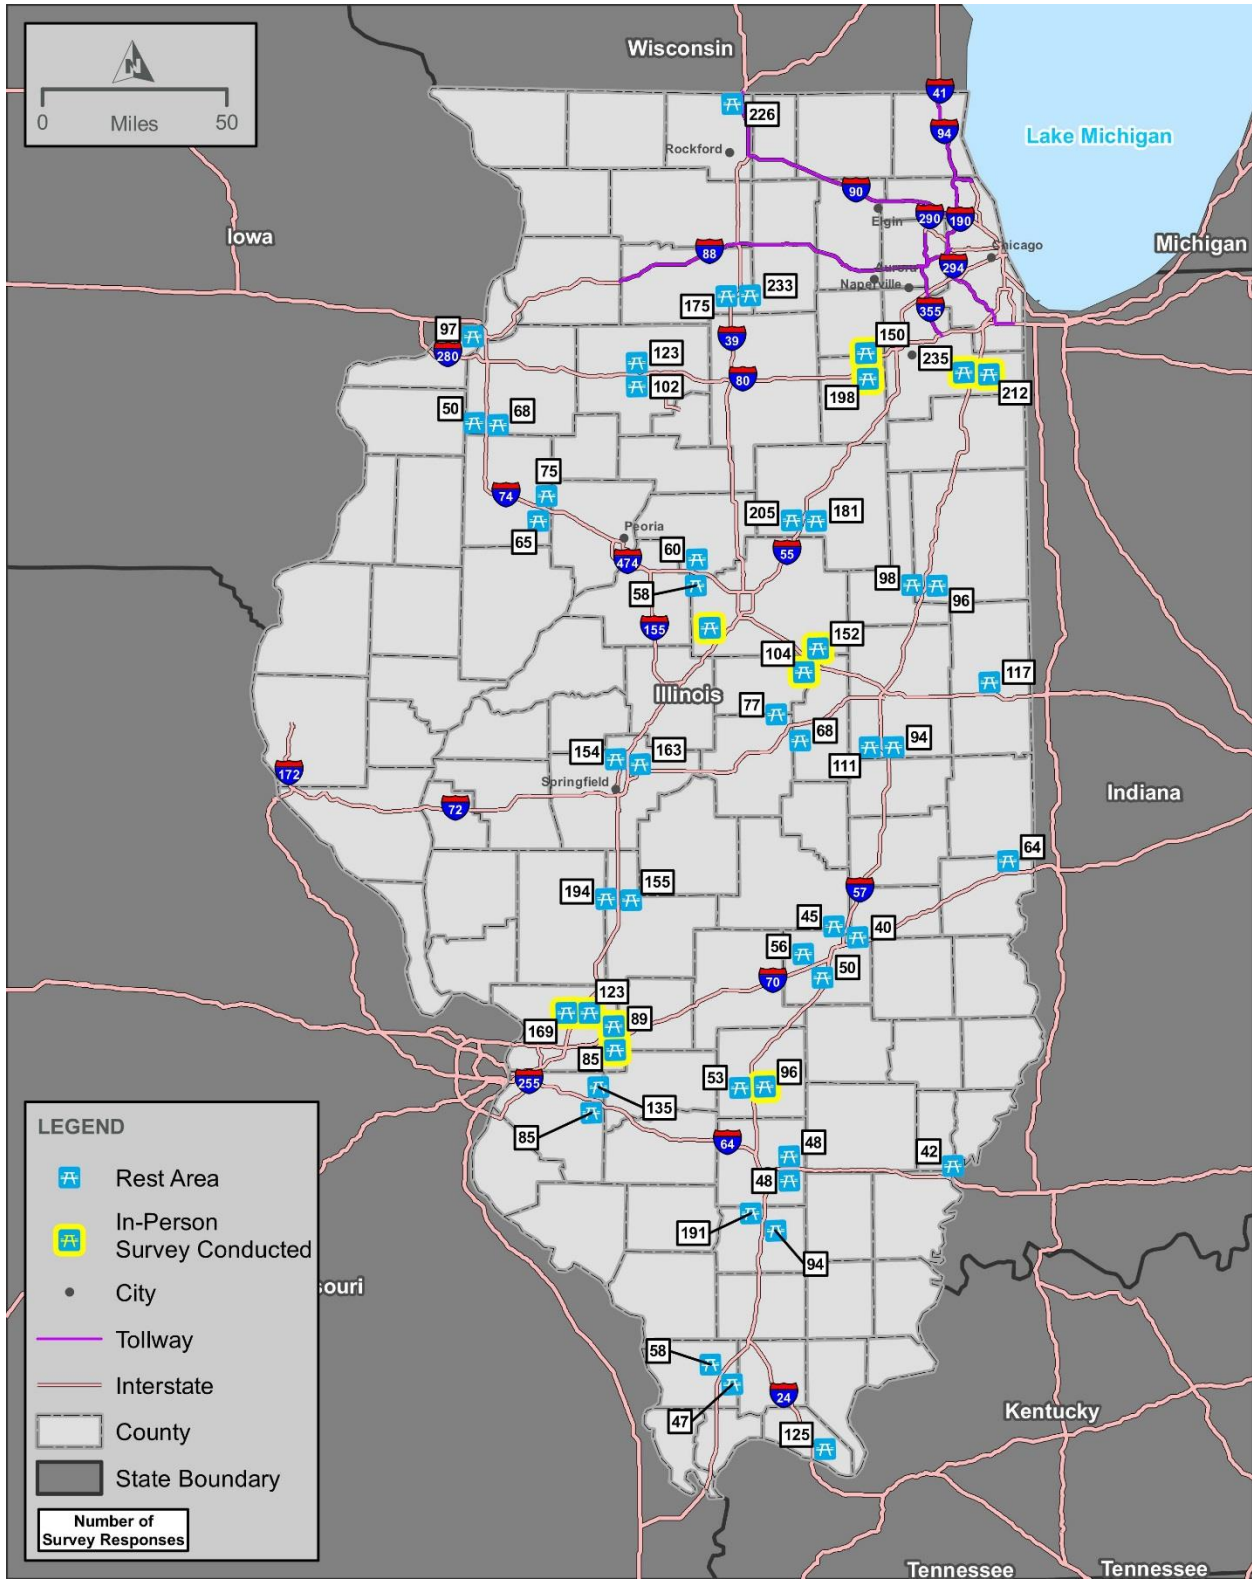 Wisconsin
N
0 Miles 50
41
226
94
Lake Michigan
Rockford
90
Elgin
290
190
Iowa
Michigan
88
Chicago
294
Aurora
Naperville
175
233
355
97
39
150
280
123
235
80
102
198
212
50
68
75
74
205
181
65
Peoria
60
55
474
98
58
96
155
152
104
117
Illinois
77
68
94
154
163
111
172
Springfield
Indiana
72
64
57
194
155
45
40
56
50
70
123
169
89
85
53
96
255
135
85
64
48
42
48
191
94
58
24
47
125
Kentucky
souri
LEGEND
Rest Area
In-Person
Survey Conducted
City
Tollway
Interstate
County
State Boundary
Number of
Survey Responses
Tennessee
Tennessee